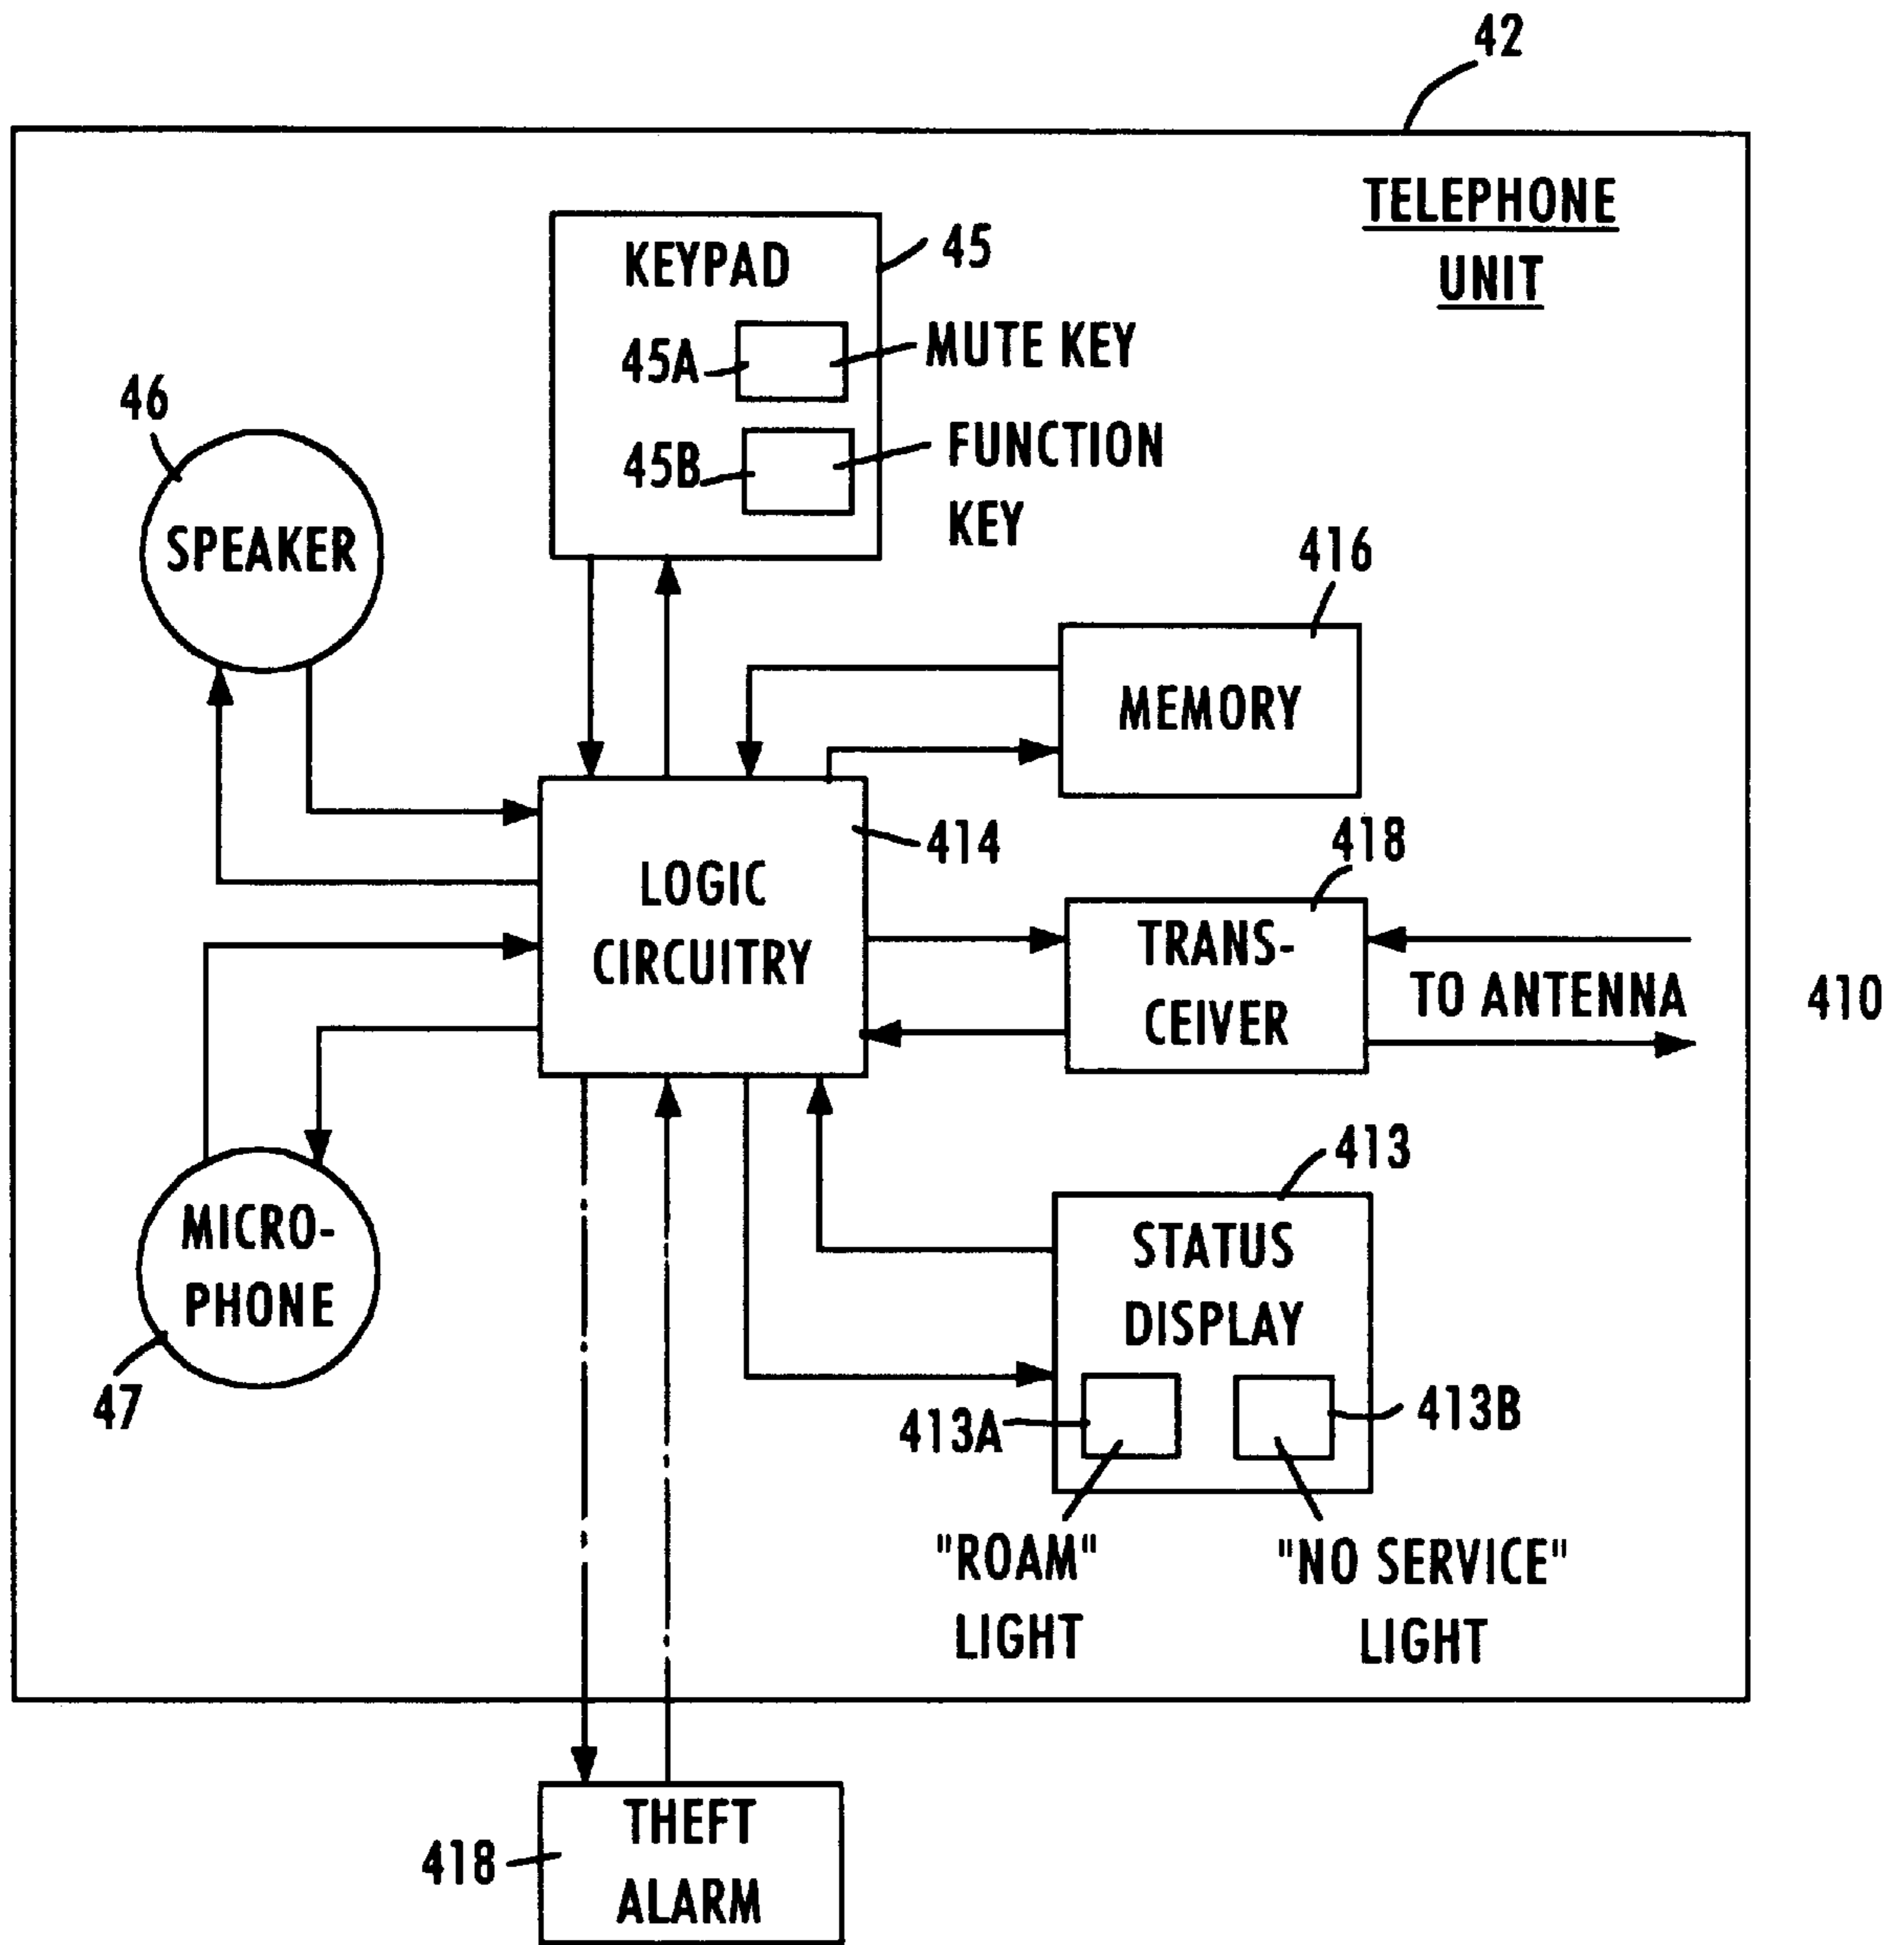 42
TELEPHONE
UNIT
KEYPAD
45
45A
MUTE KEY
45B
FUNCTION
KEY
46
SPEAKER
416
MEMORY
414
LOGIC
CIRCUITRY
418
TRANS-
CEIVER
TO ANTENNA
410
MICRO-
PHONE
47
413
STATUS
DISPLAY
413A
413B
"ROAM"
LIGHT
"NO SERVICE"
LIGHT
418
THEFT
ALARM